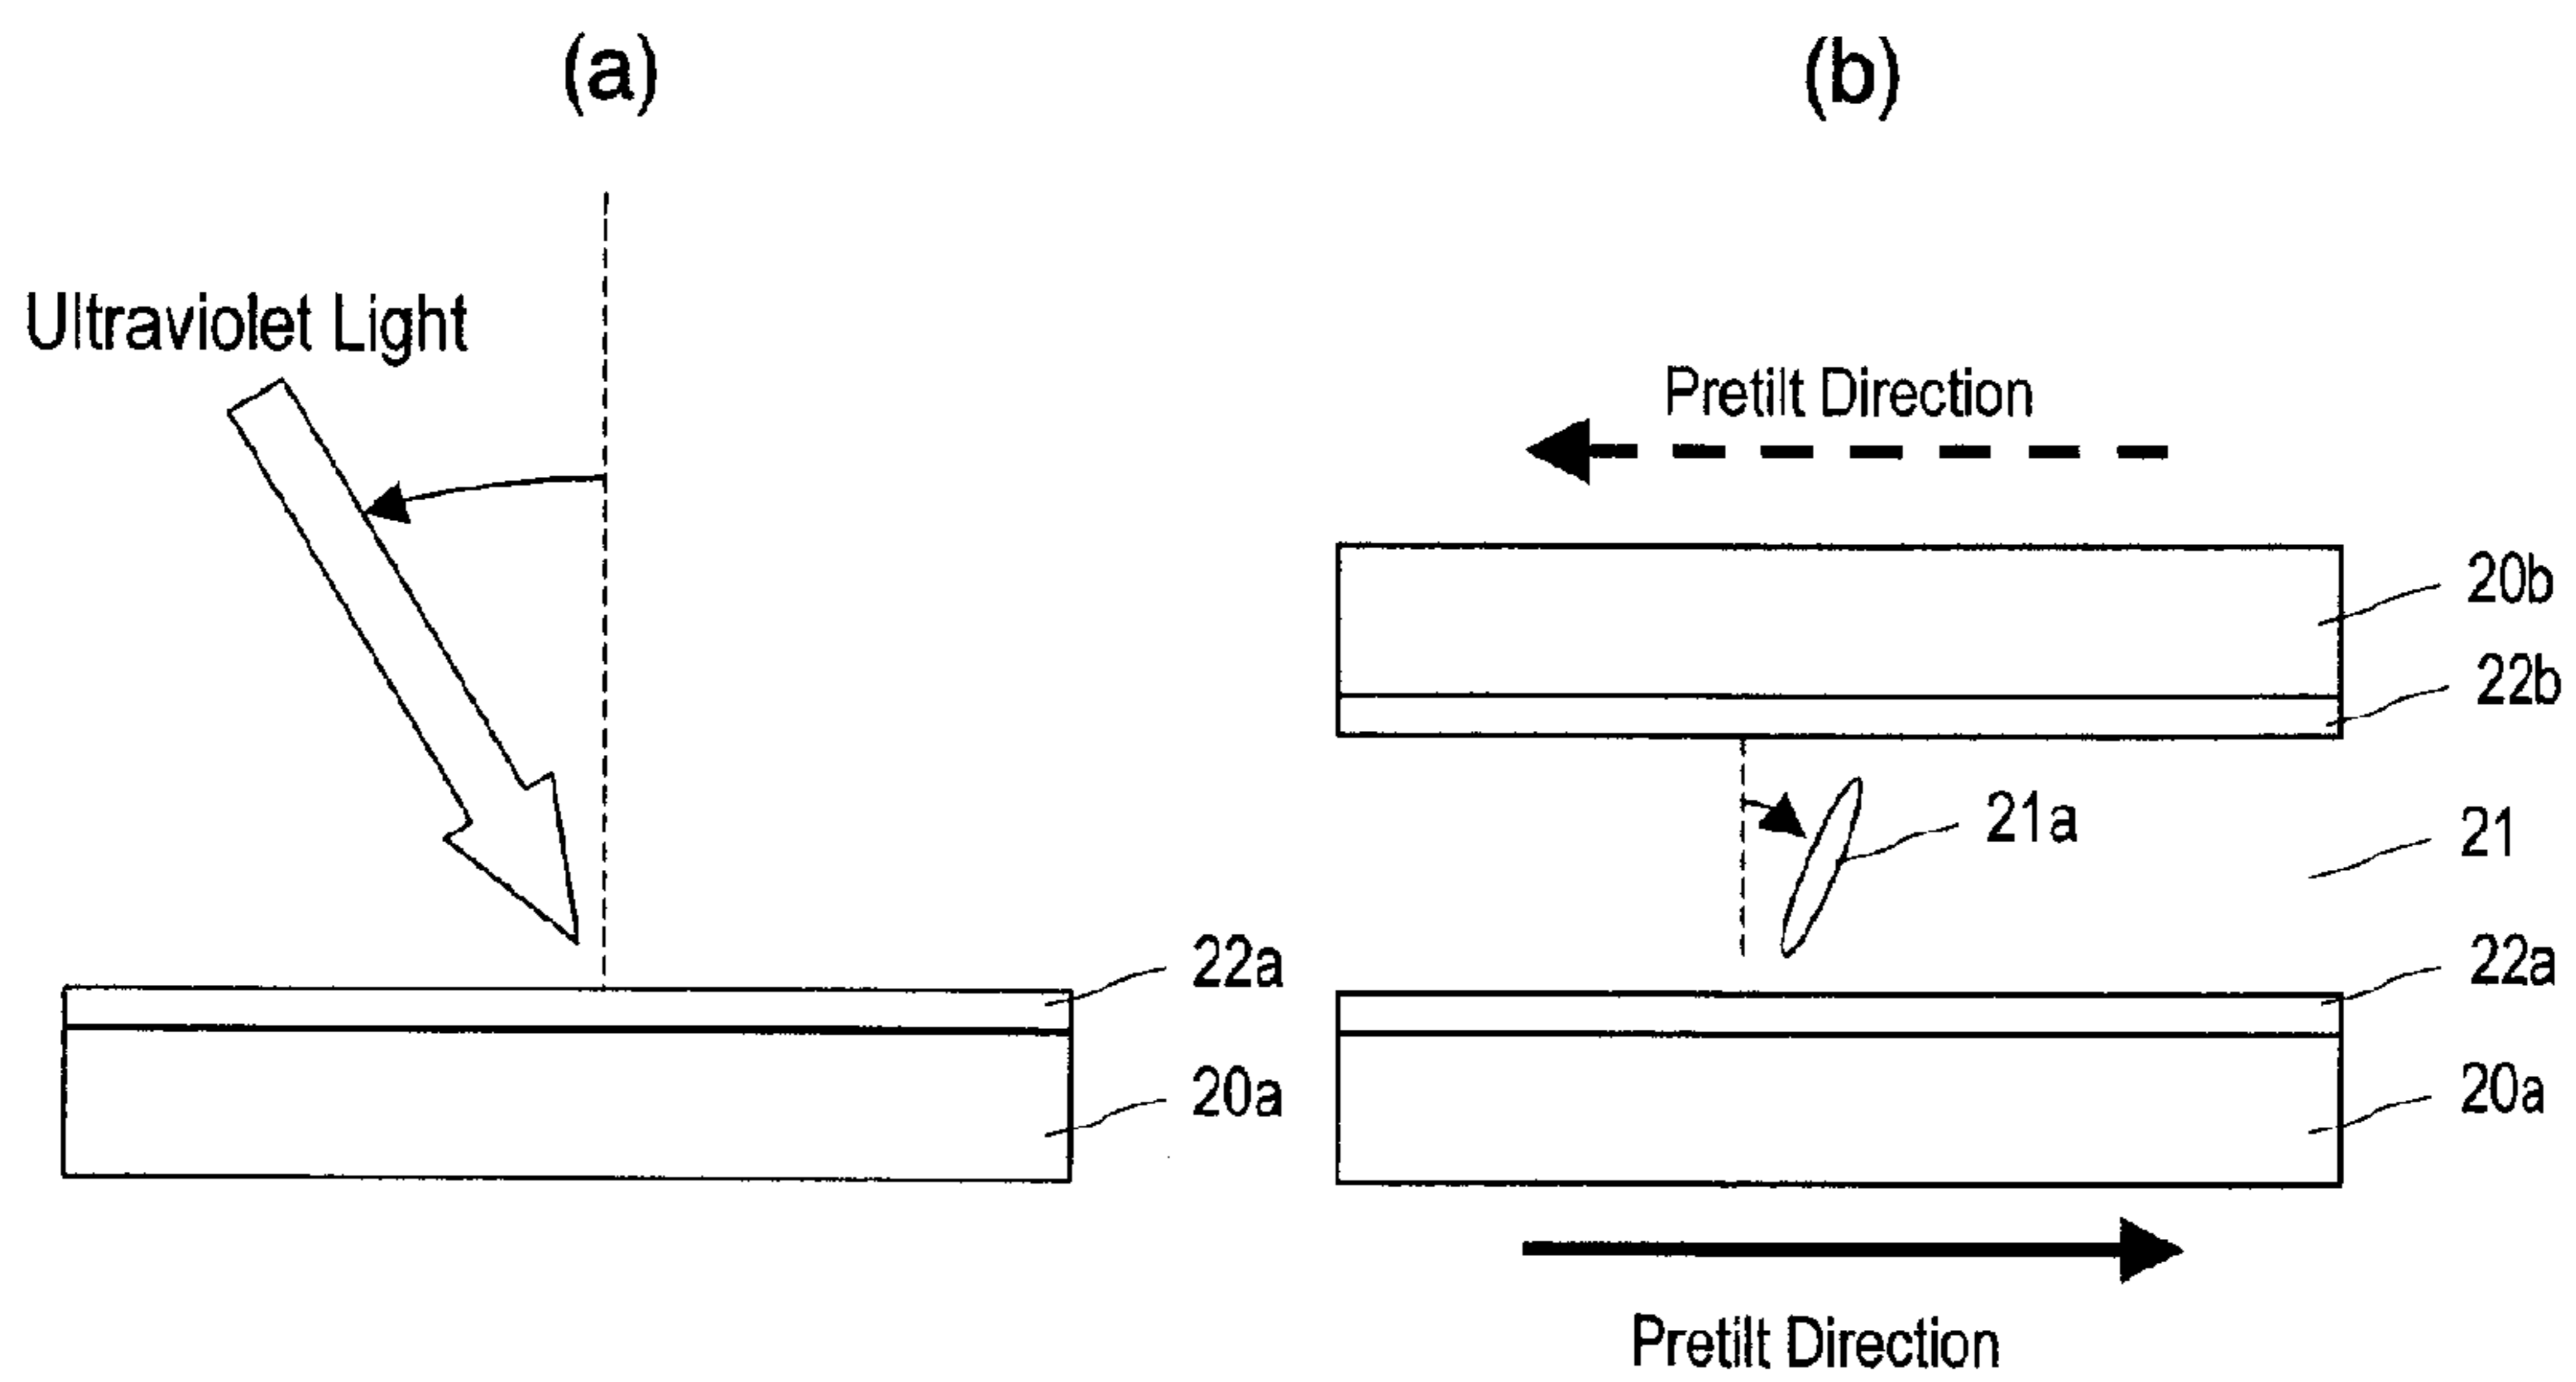 (a)
Ultraviolet Light
22a
20a
(b)
Pretilt Direction
20b
22b
21a
21
22a
20a
Pretilt Direction